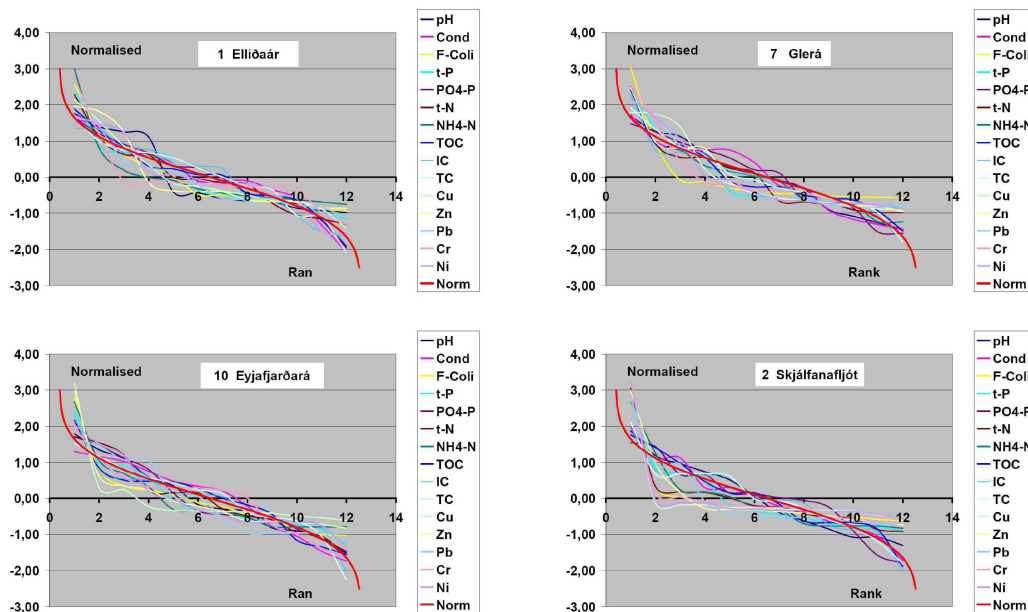 4,00
Normalised
1 Elliðaár
3,00
2,00
1,00
0,00
0 2 4 6 8 10 12 14
-1,00
-2,00
Ran
-3,00
pH
Cond
F-Coli
t-P
PO4-P
t-N
NH4-N
TOC
IC
TC
Cu
Zn
Pb
Cr
Ni
Norm
4,00
Normalised
7 Glerá
3,00
2,00
1,00
0,00
0 2 4 6 8 10 12 14
-1,00
-2,00
Rank
-3,00
pH
Cond
F-Coli
t-P
PO4-P
t-N
NH4-N
TOC
IC
TC
Cu
Zn
Pb
Cr
Ni
Norm
4,00
Normalised
10 Eyjafjarðará
3,00
2,00
1,00
0,00
0 2 4 6 8 10 12 14
-1,00
-2,00
Ran
-3,00
pH
Cond
F-Coli
t-P
PO4-P
t-N
NH4-N
TOC
IC
TC
Cu
Zn
Pb
Cr
Ni
Norm
4,00
Normalised
2 Skjálfanafljót
3,00
2,00
1,00
0,00
0 2 4 6 8 10 12 14
-1,00
-2,00
Rank
-3,00
pH
Cond
F-Coli
t-P
PO4-P
t-N
NH4-N
TOC
IC
TC
Cu
Zn
Pb
Cr
Ni
Norm